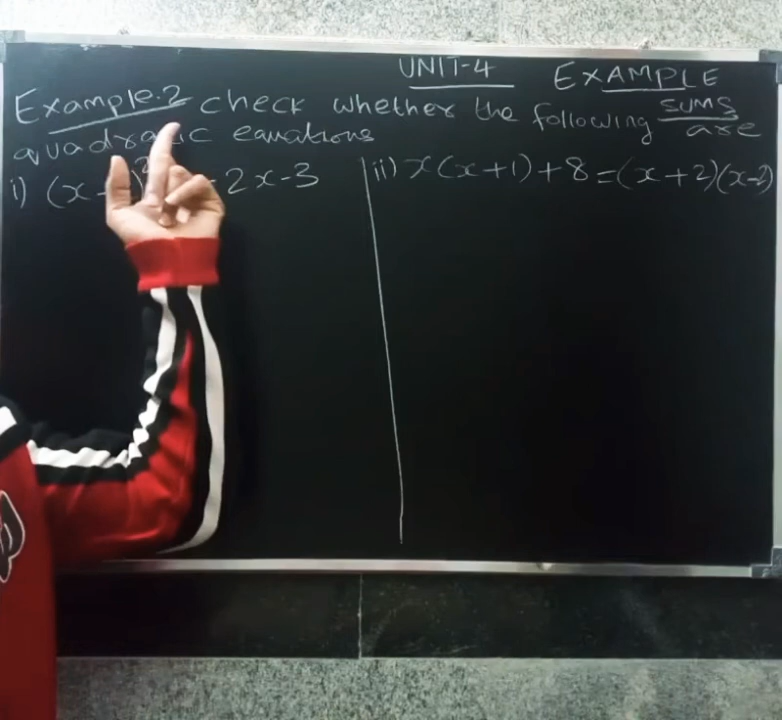 UNIT-4 EXAMPLE SUMS
Example.2 check whether the following are
quadratic equations
i) (x- )² -2x-3
ii) x(x+1)+8=(x+2)(x-2)